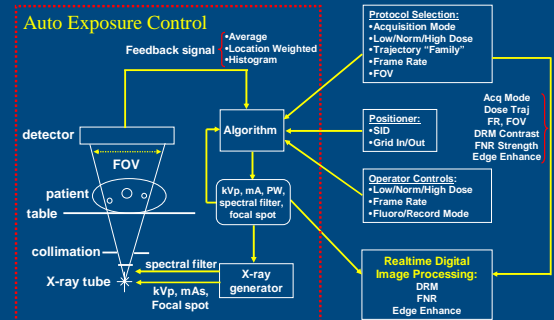 Auto Exposure Control
Feedback signal
•Average
•Location Weighted
•Histogram
Protocol Selection:
•Acquisition Mode
•Low/Norm/High Dose
•Trajectory “Family”
•Frame Rate
•FOV
Acq Mode
Dose Traj
FR, FOV
DRM Contrast
FNR Strength
Edge Enhance
detector
FOV
patient
table
collimation
X-ray tube
Algorithm
Positioner:
•SID
•Grid In/Out
kVp, mA, PW,
spectral filter,
focal spot
Operator Controls:
•Low/Norm/High Dose
•Frame Rate
•Fluoro/Record Mode
spectral filter
kVp, mAs,
Focal spot
X-ray
generator
Realtime Digital
Image Processing:
DRM
FNR
Edge Enhance